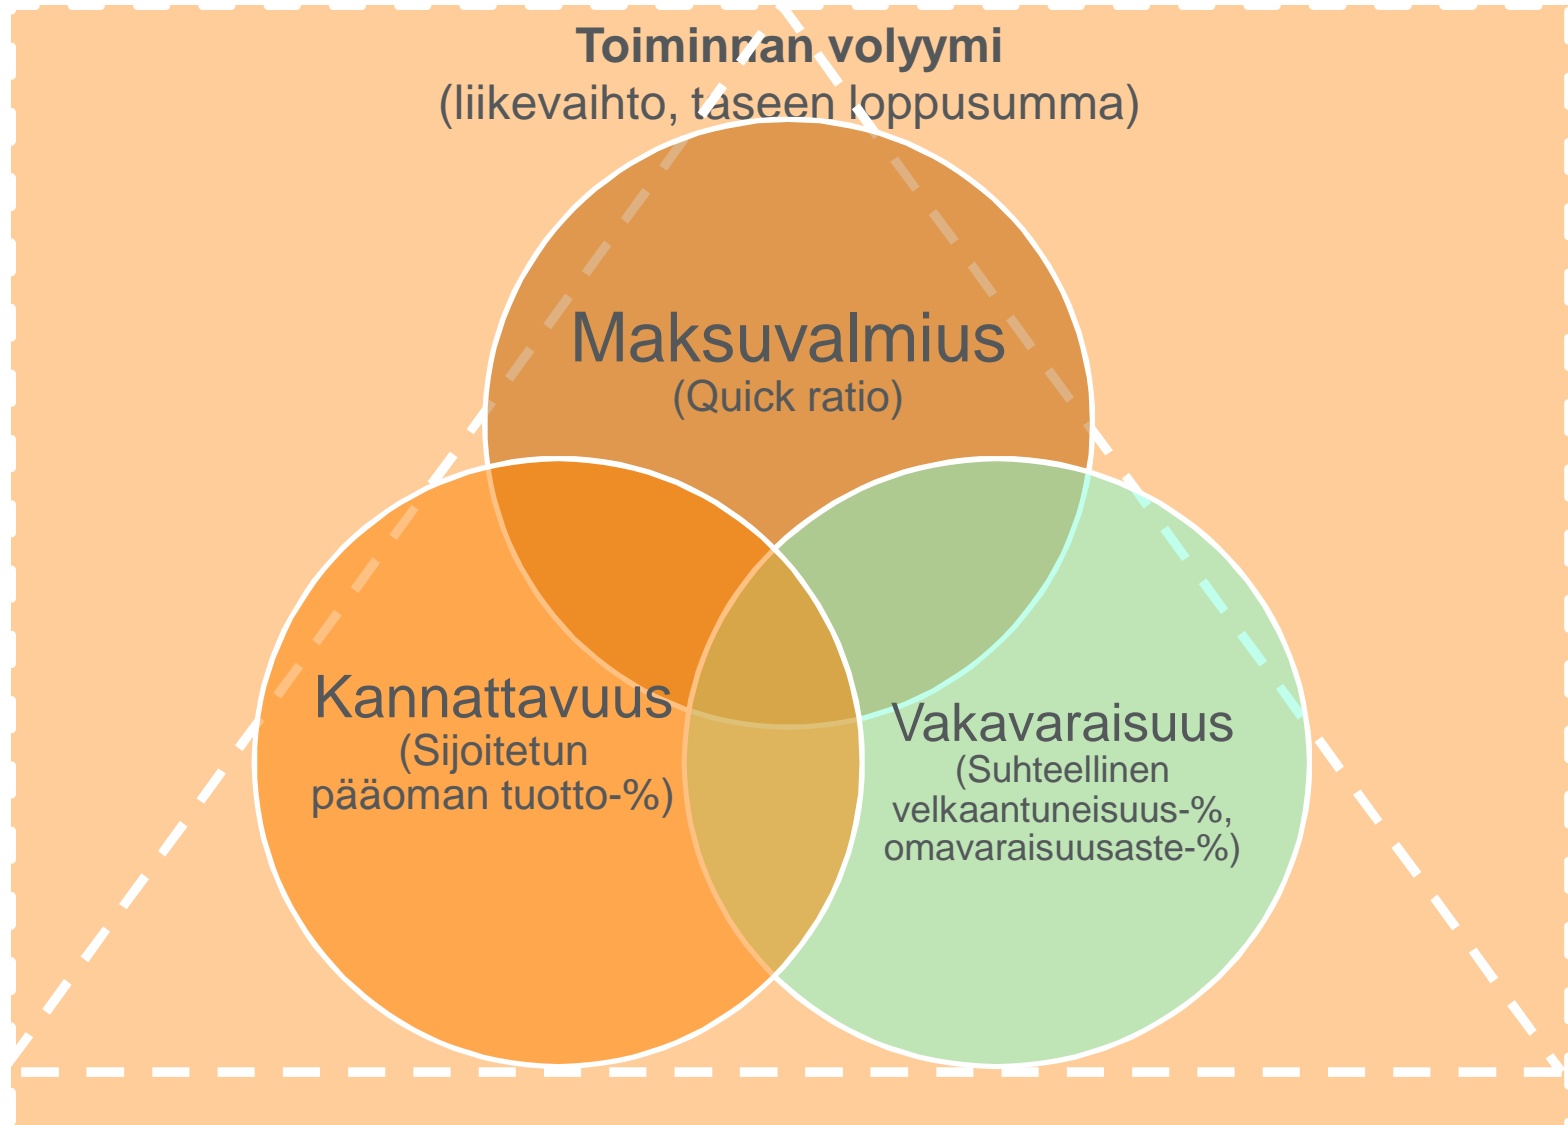 Toiminnan volyymi
(liikevaihto, taseen loppusumma)
Maksuvalmius
(Quick ratio)
Kannattavuus
(Sijoitetun
pääoman tuotto-%)
Vakavaraisuus
(Suhteellinen
velkaantuneisuus-%,
omavaraisuusaste-%)